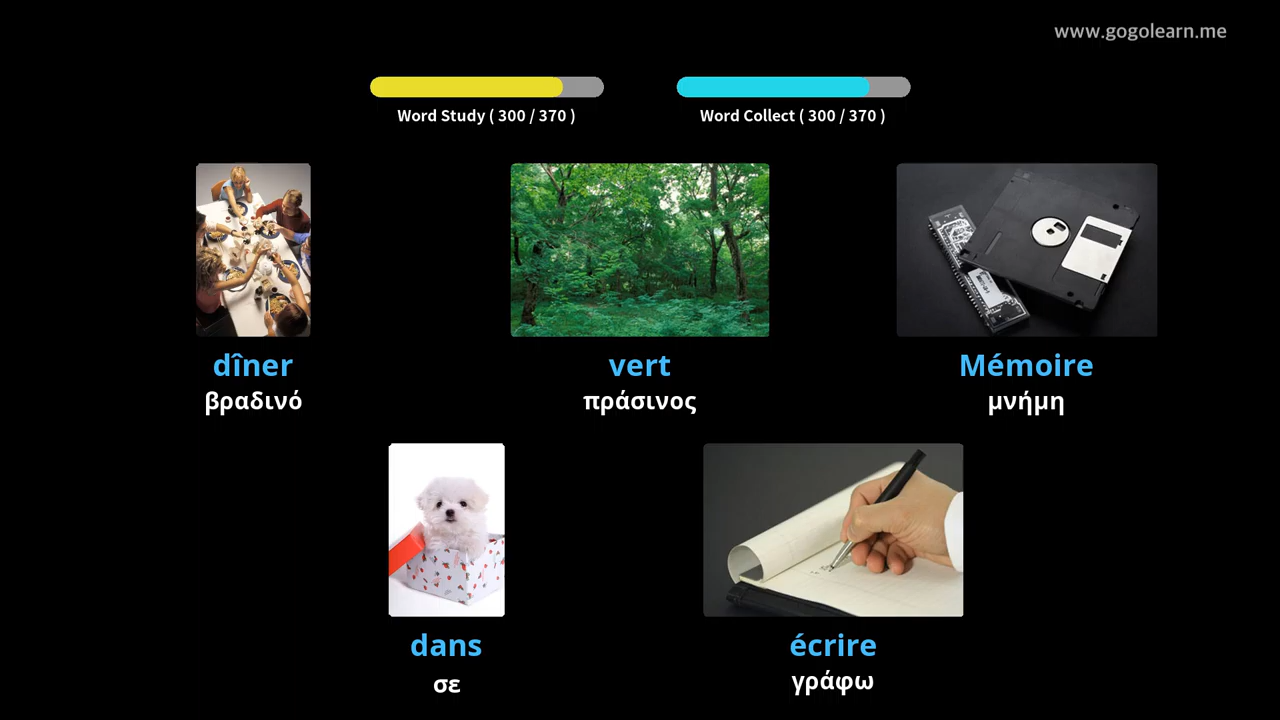 www.gogolearn.me
Word Study ( 300 / 370 )
Word Collect ( 300 / 370 )
dîner
βραδινό
vert
πράσινος
Mémoire
μνήμη
dans
σε
écrire
γράφω